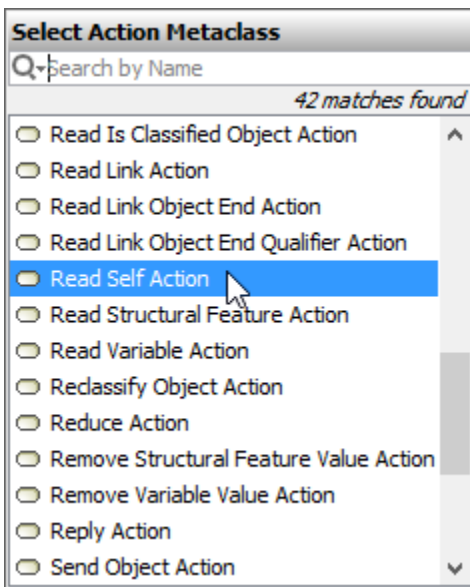 Select Action Metaclass
Search by Name
42 matches found
Read Is Classified Object Action
Read Link Action
Read Link Object End Action
Read Link Object End Qualifier Action
Read Self Action
Read Structural Feature Action
Read Variable Action
Reclassify Object Action
Reduce Action
Remove Structural Feature Value Action
Remove Variable Value Action
Reply Action
Send Object Action